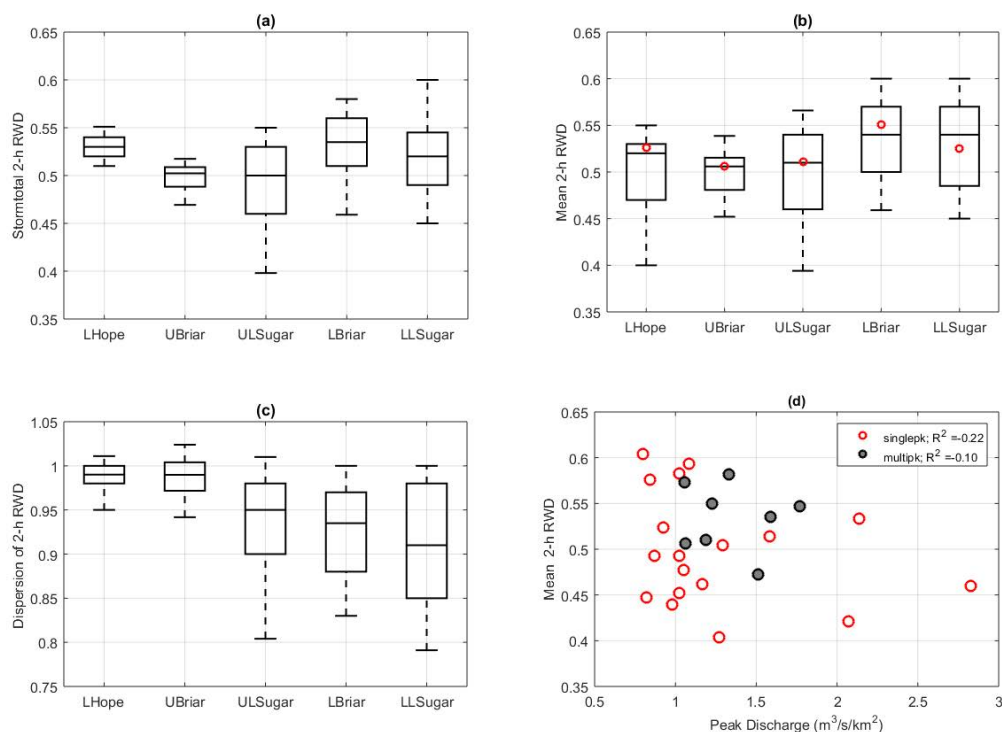 (a)
0.65
0.6
0.55
0.5
0.45
0.4
0.35
Stormtotal 2-h RWD
LHope UBriar ULSugar LBriar LLSugar
(b)
0.65
0.6
0.55
0.5
0.45
0.4
0.35
Mean 2-h RWD
LHope UBriar ULSugar LBriar LLSugar
(c)
1.05
1
0.95
0.9
0.85
0.8
0.75
Dispersion of 2-h RWD
LHope UBriar ULSugar LBriar LLSugar
(d)
0.65
0.6
0.55
0.5
0.45
0.4
0.35
Mean 2-h RWD
singlepk; R² =-0.22
multipk; R² =-0.10
0.5 1 1.5 2 2.5 3
Peak Discharge (m³/s/km²)